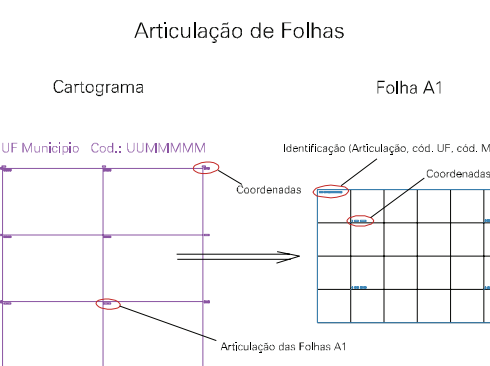 Articulação de Folhas
Cartograma
Folha A1
UF Municipio Cod.: UUMMMMM
Identificação (Articulação, cód. UF, cód. M
Coordenadas
Coordenadas
Articulação das Folhas A1